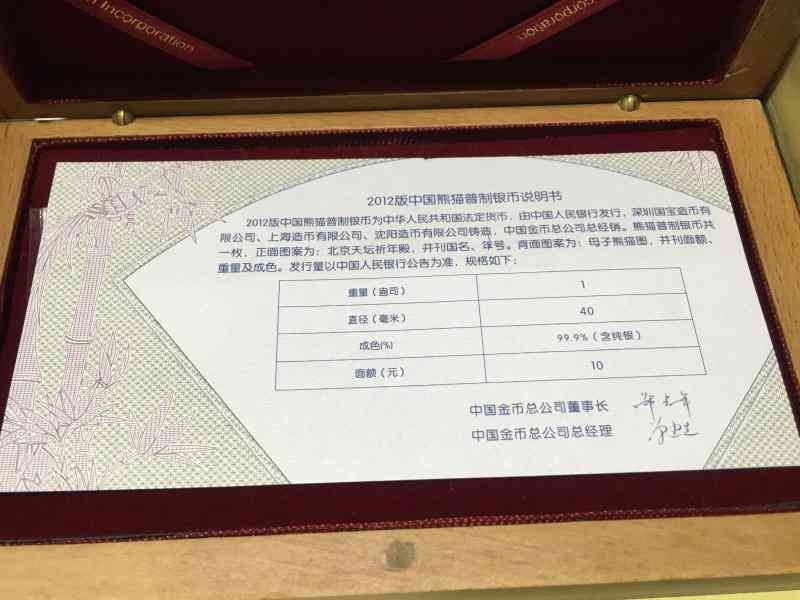 Incorporation
corporation
2012版中国熊猫普制银币说明书
2012版中国熊猫普制银币为中华人民共和国法定货币，由中国人民银行发行，深圳国宝造币有
限公司、上海造币有限公司、沈阳造币有限公司铸造，中国金币总公司总经销。熊猫普制银币共
一枚，正面图案为：北京天坛祈年殿，并刊国名、年号。背面图案为：母子熊猫图，并刊面额、
重量及成色。发行量以中国人民银行公告为准，规格如下：
重量（盎司） 1
直径（毫米） 40
成色(%) 99.9%（含纯银）
面额（元） 10
中国金币总公司董事长
中国金币总公司总经理